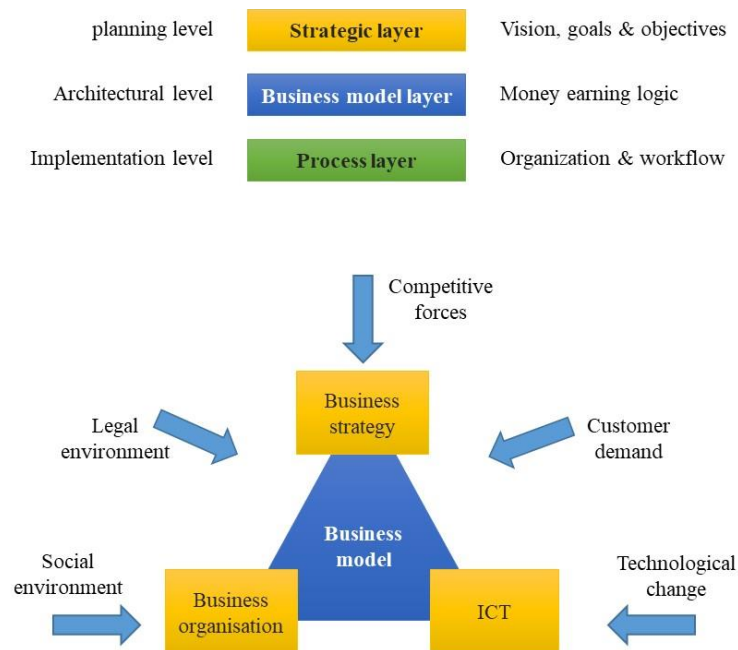 planning level
Strategic layer
Vision, goals & objectives
Architectural level
Business model layer
Money earning logic
Implementation level
Process layer
Organization & workflow
Competitive
forces
Business
strategy
Legal
environment
Customer
demand
Business
model
Social
environment
Technological
change
Business
organisation
ICT